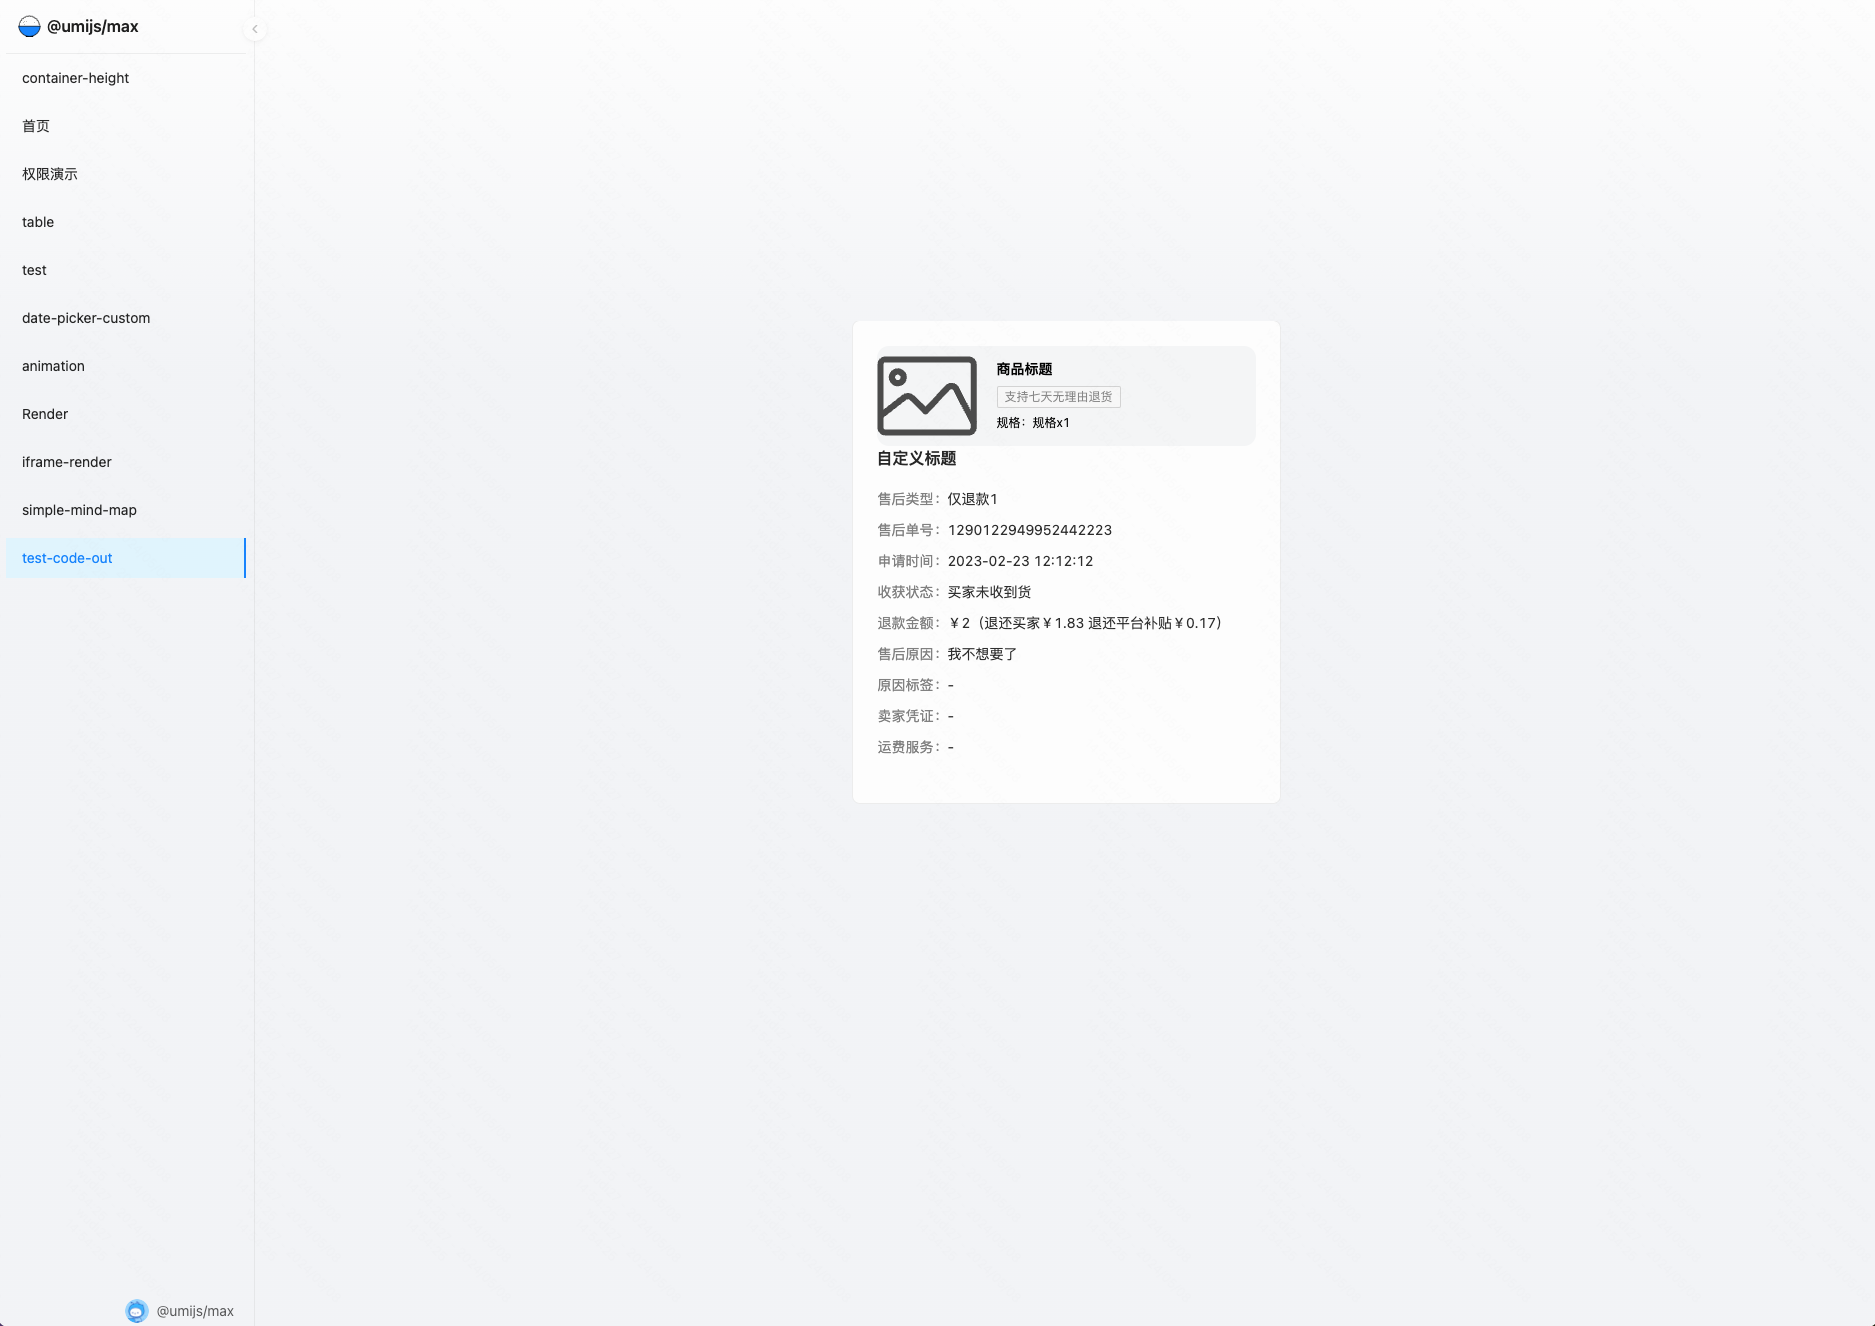 @umijs/max
container-height
首页
权限演示
table
test
date-picker-custom
animation
Render
iframe-render
simple-mind-map
test-code-out
@umijs/max
商品标题
支持七天无理由退货
规格：规格x1
自定义标题
售后类型：仅退款1
售后单号：1290122949952442223
申请时间：2023-02-23 12:12:12
收获状态：买家未收到货
退款金额：￥2（退还买家￥1.83 退还平台补贴￥0.17）
售后原因：我不想要了
原因标签：-
卖家凭证：-
运费服务：-